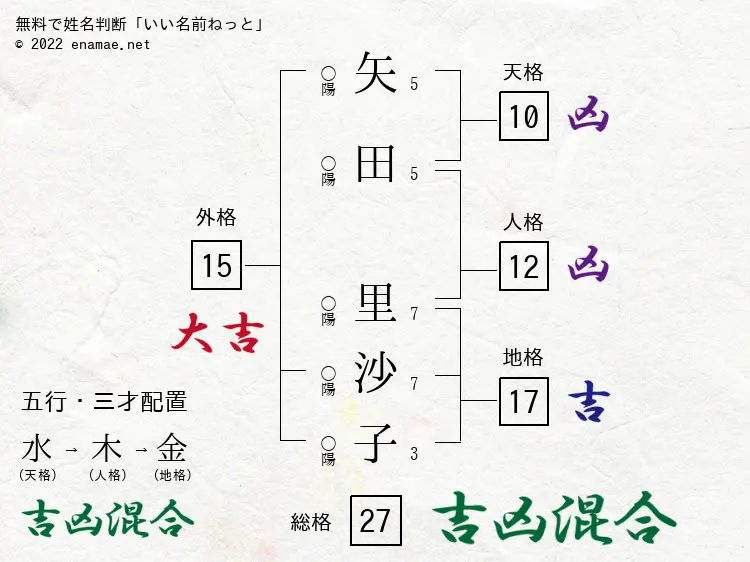 無料で姓名判断「いい名前ねっと」
© 2022 enamae.net
天格
10 凶
人格
12 凶
地格
17 吉
外格
15
大吉
○陽 矢 5
○陽 田 5
○陽 里 7
○陽 沙 7
○陽 子 3
五行・三才配置
水 → 木 → 金
(天格) (人格) (地格)
吉凶混合
総格 27 吉凶混合